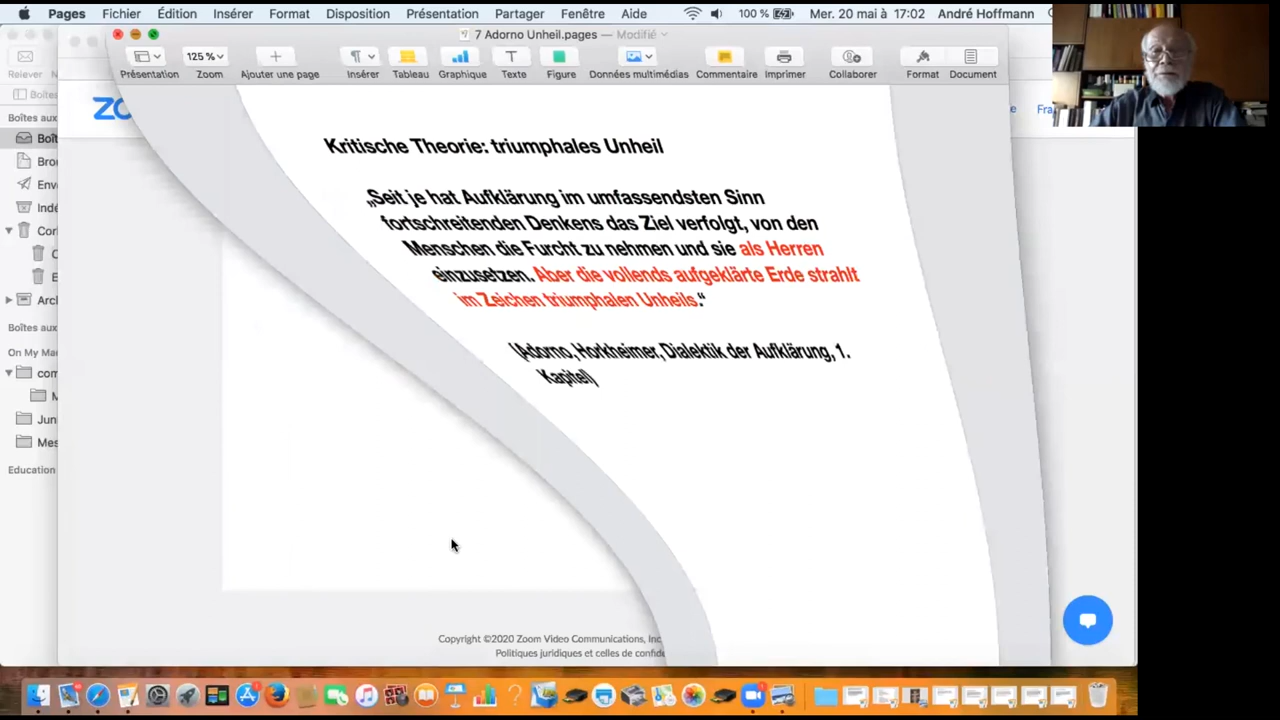 Pages Fichier Édition Insérer Format Disposition Présentation Partager Fenêtre Aide 100 % Mer. 20 mai à 17:02 André Hoffmann
7 Adorno Unheil.pages — Modifié
125 %
Relever
Présentation Zoom Ajouter une page Insérer Tableau Graphique Texte Figure Données multimédias Commentaire Imprimer Collaborer Format Document
Boîtes
Boîtes aux
On My Ma
Education
Kritische Theorie: triumphales Unheil
„Seit je hat Aufklärung im umfassendsten Sinn
fortschreitenden Denkens das Ziel verfolgt, von den
Menschen die Furcht zu nehmen und sie als Herren
einzusetzen. Aber die vollends aufgeklärte Erde strahlt
im Zeichen triumphalen Unheils.“
(Adorno, Horkheimer, Dialektik der Aufklärung, 1.
Kapitel)
Copyright ©2020 Zoom Video Communications, Inc
Politiques juridiques et celles de confide